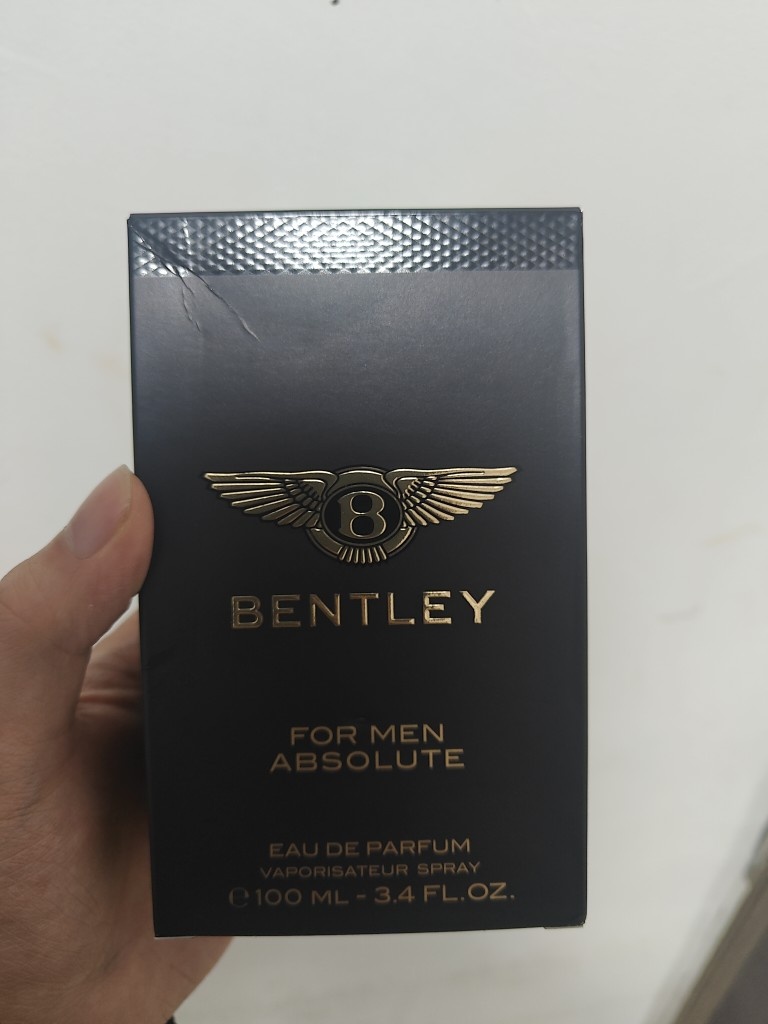 B
BENTLEY
FOR MEN
ABSOLUTE
EAU DE PARFUM
VAPORISATEUR SPRAY
℮ 100 ML - 3.4 FL.OZ.